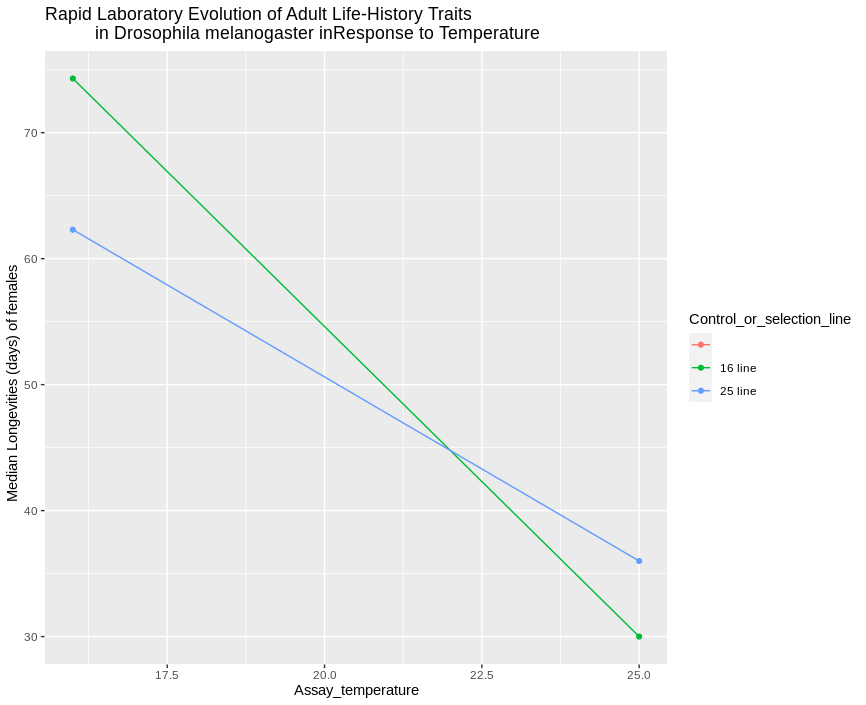 Rapid Laboratory Evolution of Adult Life-History Traits
in Drosophila melanogaster inResponse to Temperature
Median Longevities (days) of females
70
60
50
40
30
17.5
20.0
22.5
25.0
Assay_temperature
Control_or_selection_line
16 line
25 line